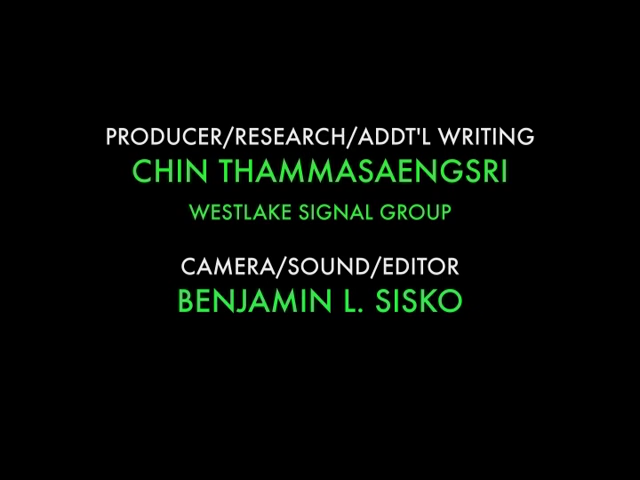 PRODUCER/RESEARCH/ADDT'L WRITING
CHIN THAMMASAENGSRI
WESTLAKE SIGNAL GROUP
CAMERA/SOUND/EDITOR
BENJAMIN L. SISKO